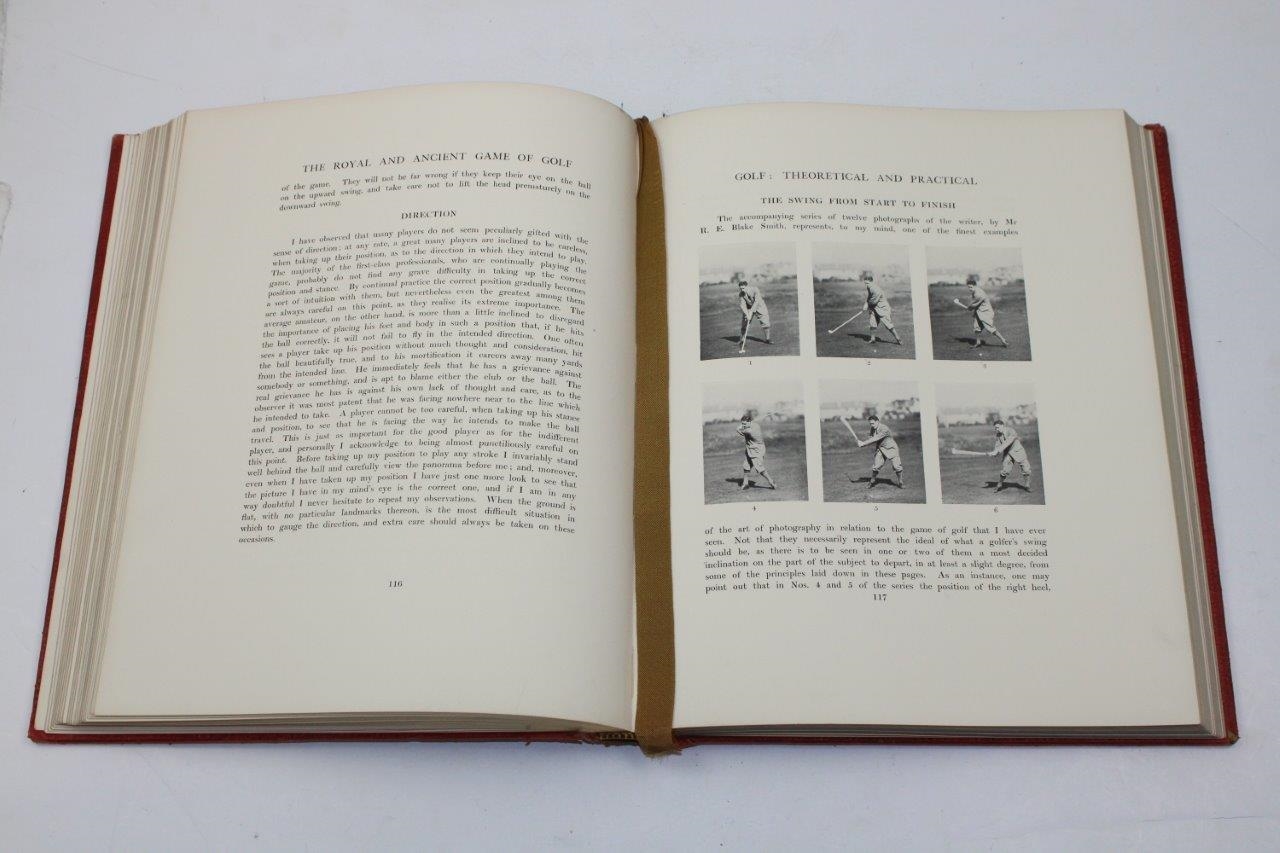 THE ROYAL AND ANCIENT GAME OF GOLF
of the game. They will not be far wrong if they keep their eye on the ball
on the upward swing, and take care not to lift the head prematurely on the
downward swing.
DIRECTION
I have observed that many players do not seem peculiarly gifted with the
sense of direction; at any rate, a great many players are inclined to be careless,
when taking up their position, as to the direction in which they intend to play.
The majority of the first-class professionals, who are continually playing the
game, probably do not find any grave difficulty in taking up the correct
position and stance. By continual practice the correct position gradually becomes
a sort of intuition with them, but nevertheless even the greatest among them
are always careful on this point, as they realise its extreme importance. The
average amateur, on the other hand, is more than a little inclined to disregard
the importance of placing his feet and body in such a position that, if he hits
the ball correctly, it will not fail to fly in the intended direction. One often
sees a player take up his position without much thought and consideration, hit
the ball beautifully true, and to his mortification it careers away many yards
from the intended line. He immediately feels that he has a grievance against
somebody or something, and is apt to blame either the club or the ball. The
real grievance he has is against his own lack of thought and care, as to the
observer it was most patent that he was facing nowhere near to the line which
he intended to take. A player cannot be too careful, when taking up his stance
and position, to see that he is facing the way he intends to make the ball
travel. This is just as important for the good player as for the indifferent
player, and personally I acknowledge to being almost punctiliously careful on
this point. Before taking up my position to play any stroke I invariably stand
well behind the ball and carefully view the panorama before me; and, moreover,
even when I have taken up my position I have just one more look to see that
the picture I have in my mind's eye is the correct one, and if I am in any
way doubtful I never hesitate to repeat my observations. When the ground is
flat, with no particular landmarks thereon, is the most difficult situation in
which to gauge the direction, and extra care should always be taken on these
occasions.
116
GOLF: THEORETICAL AND PRACTICAL
THE SWING FROM START TO FINISH
The accompanying series of twelve photographs of the writer, by Mr
R. E. Blake Smith, represents, to my mind, one of the finest examples
1 2 3
4 5 6
of the art of photography in relation to the game of golf that I have ever
seen. Not that they necessarily represent the ideal of what a golfer's swing
should be, as there is to be seen in one or two of them a most decided
inclination on the part of the subject to depart, in at least a slight degree, from
some of the principles laid down in these pages. As an instance, one may
point out that in Nos. 4 and 5 of the series the position of the right heel,
117